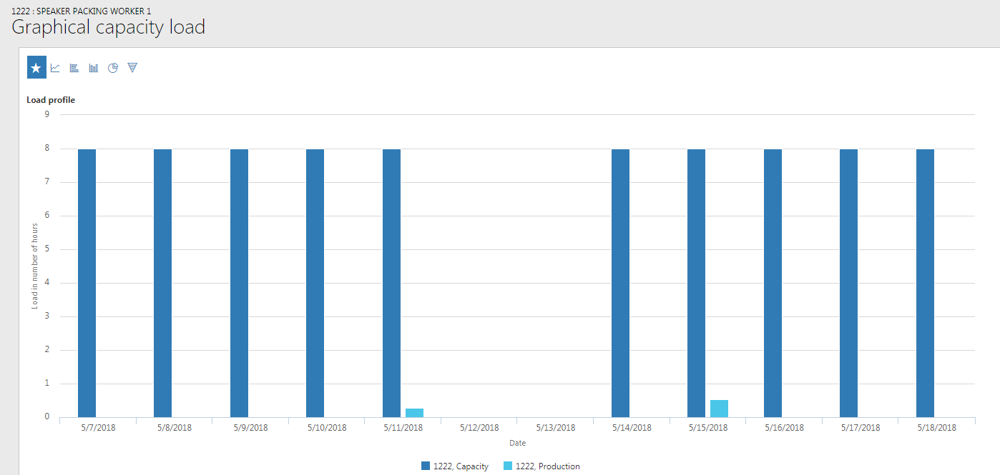 1222 : SPEAKER PACKING WORKER 1
Graphical capacity load
Load profile
9
8
7
6
5
4
3
2
1
0
Load in number of hours
5/7/2018 5/8/2018 5/9/2018 5/10/2018 5/11/2018 5/12/2018 5/13/2018 5/14/2018 5/15/2018 5/16/2018 5/17/2018 5/18/2018
Date
1222, Capacity 1222, Production